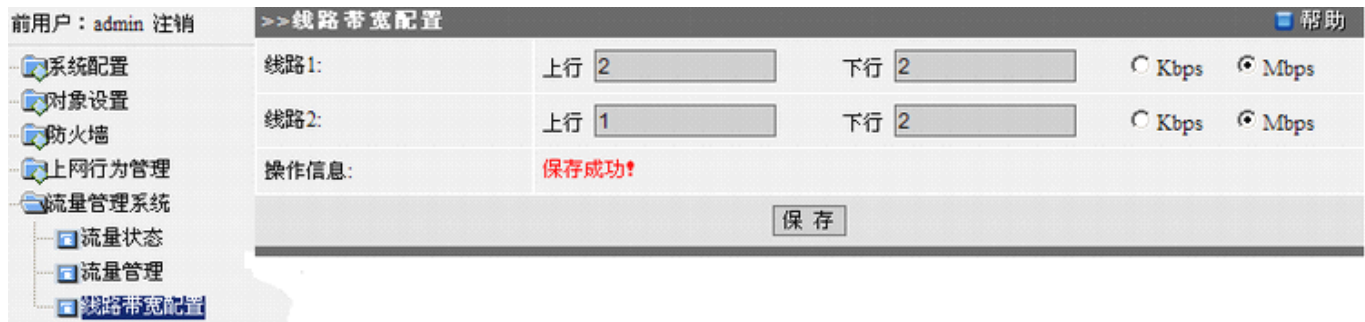 前用户：admin 注销
系统配置
对象设置
防火墙
上网行为管理
流量管理系统
流量状态
流量管理
线路带宽配置
>>线路带宽配置 帮助
线路1: 上行 2 下行 2 Kbps Mbps
线路2: 上行 1 下行 2 Kbps Mbps
操作信息: 保存成功!
保 存